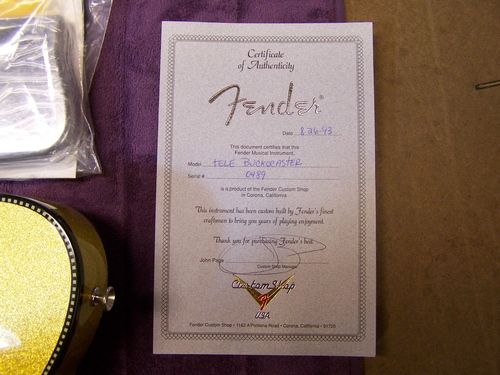 Certificate
of Authenticity
Fender®
Date 8-26-93
This document certifies that this
Fender Musical Instrument,
Model TELE BUCKOCASTER
Serial # 0489
is a product of the Fender Custom Shop
in Corona, California
This instrument has been custom built by Fender's finest
craftsmen to bring you years of playing enjoyment.
Thank you for purchasing Fender's best.
John Page
Custom Shop Manager
Custom Shop
USA
Fender Custom Shop • 1163 A Pomona Road • Corona, California • 91720